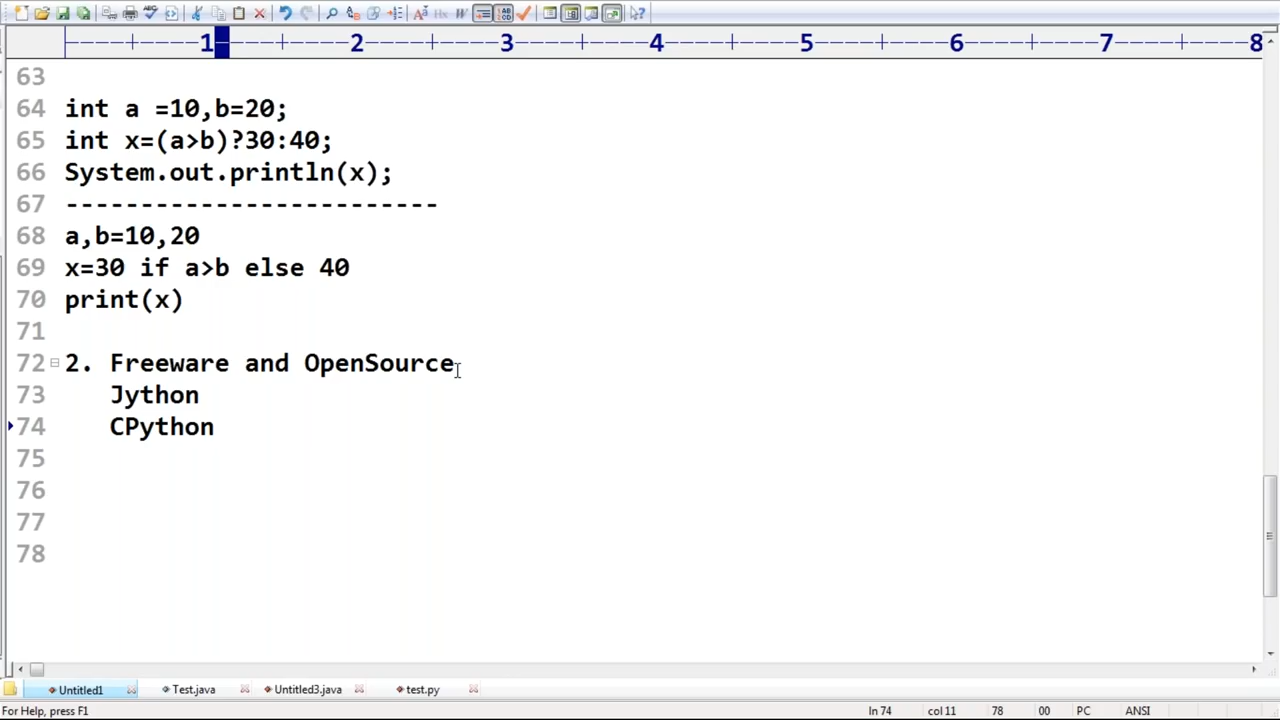 1 2 3 4 5 6 7 8
63
64 int a =10,b=20;
65 int x=(a>b)?30:40;
66 System.out.println(x);
67 -------------------------
68 a,b=10,20
69 x=30 if a>b else 40
70 print(x)
71
72 2. Freeware and OpenSource
73 Jython
74 CPython
75
76
77
78
Untitled1 Test.java Untitled3.java test.py
For Help, press F1 ln 74 col 11 78 00 PC ANSI